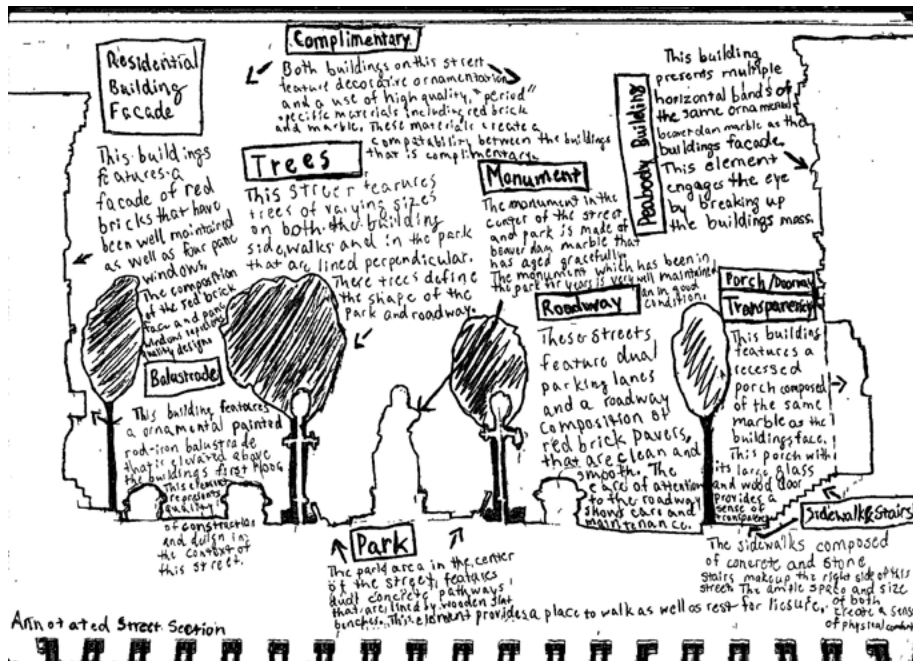 Residential
Building
Facade
This buildings
features a
facade of red
bricks that have
been well maintained
as well as four pane
windows.
The composition
of the red brick
face and pane
windows
quality designs
Complimentary
Both buildings on this street
feature decorative ornamentation
and a use of high quality, "period"
specific materials including red brick
and marble. These materials create a
compatability between the buildings
that is complimentary.
Trees
This street features
trees of varying sizes
on both the building
sidewalks and in the park
that are lined perpendicular.
These trees define
the shape of the
park and roadway.
Monument
The monument in the
center of the street
and park is made of
beaver dam marble that
has aged gracefully.
The monument which has been in
the park for years is very well maintained
an in good
condition.
Peabody Building
This building
presents multiple
horizontal bands of
the same ornamented
beaver dam marble as the
buildings facade.
This element
engages the eye
by breaking up
the buildings mass.
Balustrade
This building features
a ornamental painted
rod-iron balustrade
that is elevated above
the buildings first floor
This element
represents
quality
of construction
and design in
the context of
this street.
Roadway
These streets
feature dual
parking lanes
and a roadway
composition of
red brick pavers,
that are clean and
smooth. The
care of attention
to the roadway
shows care and
maintenance.
Porch/Doorway
Transparency
This building
features a
recessed
porch composed
of the same
marble as the
buildings face.
This porch with
its large glass
and wood door
provides a
sense of
transparency
Park
The park area in the center
of the street, features
dual concrete pathways
that are lined by wooden slat
benches. This element provides a place to walk as well as rest for liesure.
Sidewalk & Stairs
The sidewalks composed
of concrete and stone
stairs makeup the right side of this
street. The amtle space and size
of both
create a sense
of physical comfort
Annotated Street Section